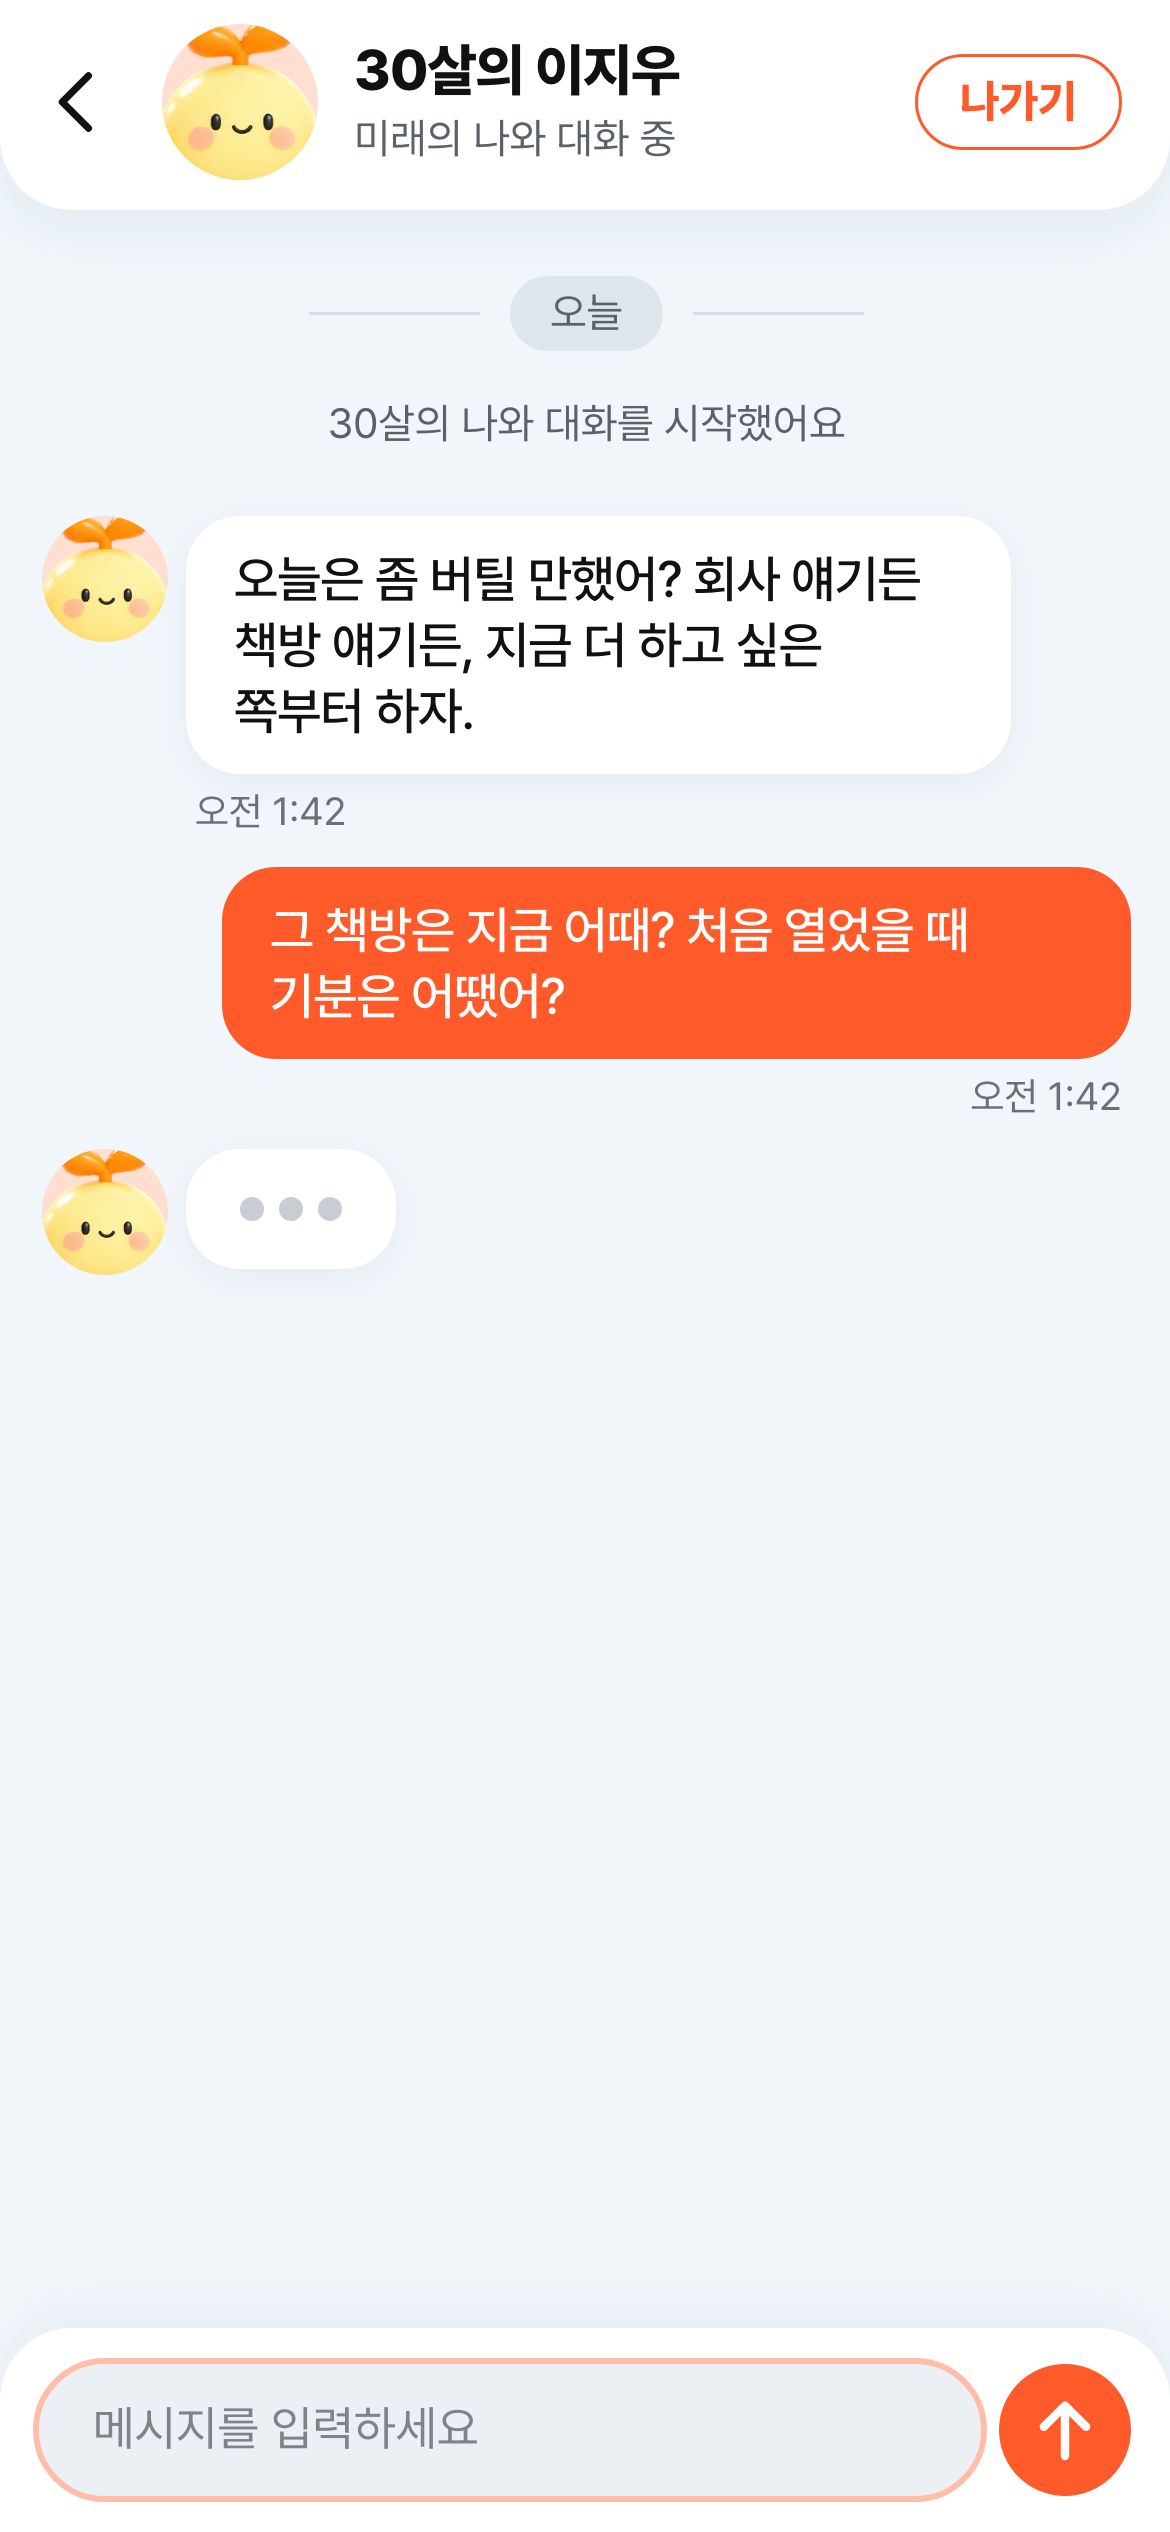 30살의 이지우
미래의 나와 대화 중
나가기
오늘
30살의 나와 대화를 시작했어요
오늘은 좀 버틸 만했어? 회사 얘기든
책방 얘기든, 지금 더 하고 싶은
쪽부터 하자.
오전 1:42
그 책방은 지금 어때? 처음 열었을 때
기분은 어땠어?
오전 1:42
메시지를 입력하세요